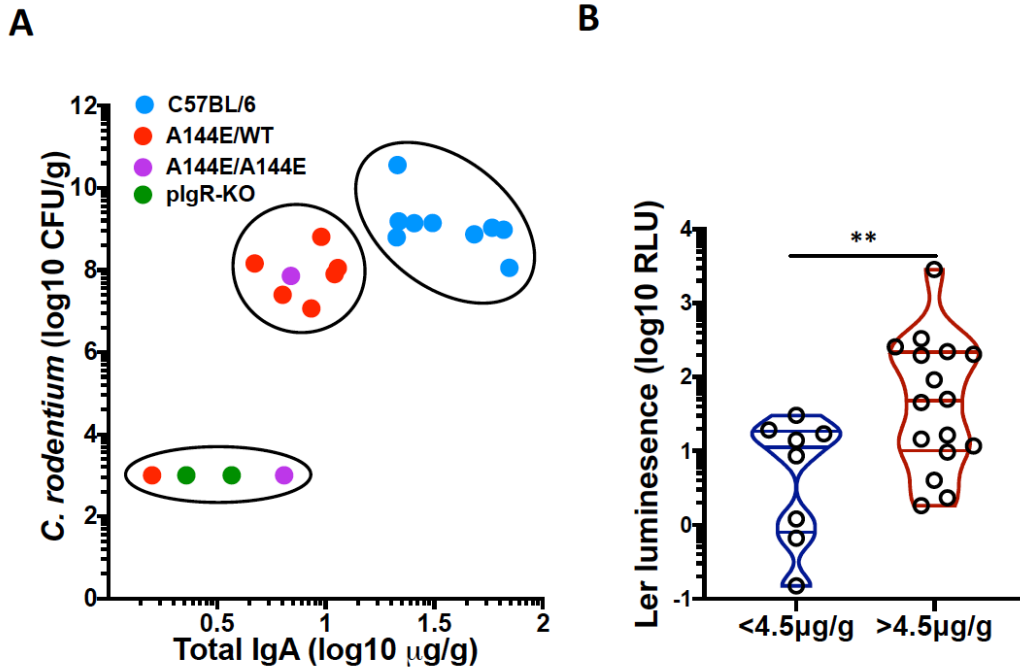 A
B
C57BL/6
A144E/WT
A144E/A144E
pIgR-KO
C. rodentium (log10 CFU/g)
12
10
8
6
4
2
0
0.5
1
1.5
2
Total IgA (log10 μg/g)
**
Ler luminesence (log10 RLU)
4
3
2
1
0
-1
<4.5μg/g
>4.5μg/g